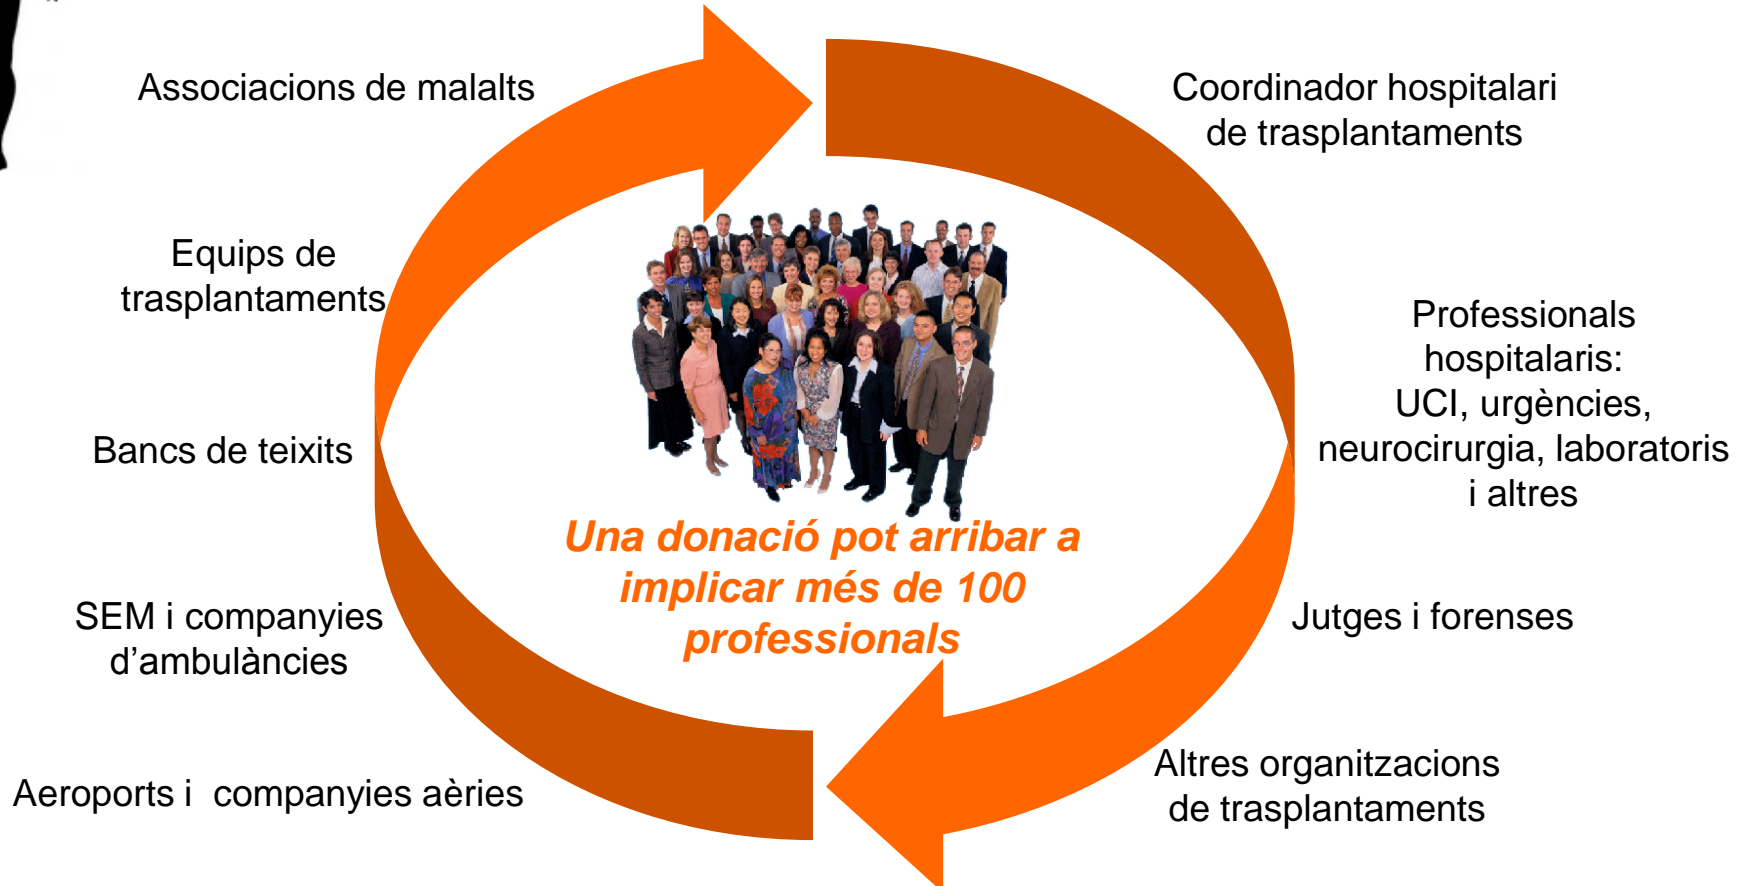 Associacions de malalts
Coordinador hospitalari
de trasplantaments
Equips de
trasplantaments
Professionals
hospitalaris:
UCI, urgències,
neurocirurgia, laboratoris
i altres
Bancs de teixits
Una donació pot arribar a
implicar més de 100
professionals
SEM i companyies
d’ambulàncies
Jutges i forenses
Aeroports i  companyies aèries
Altres organitzacions
de trasplantaments